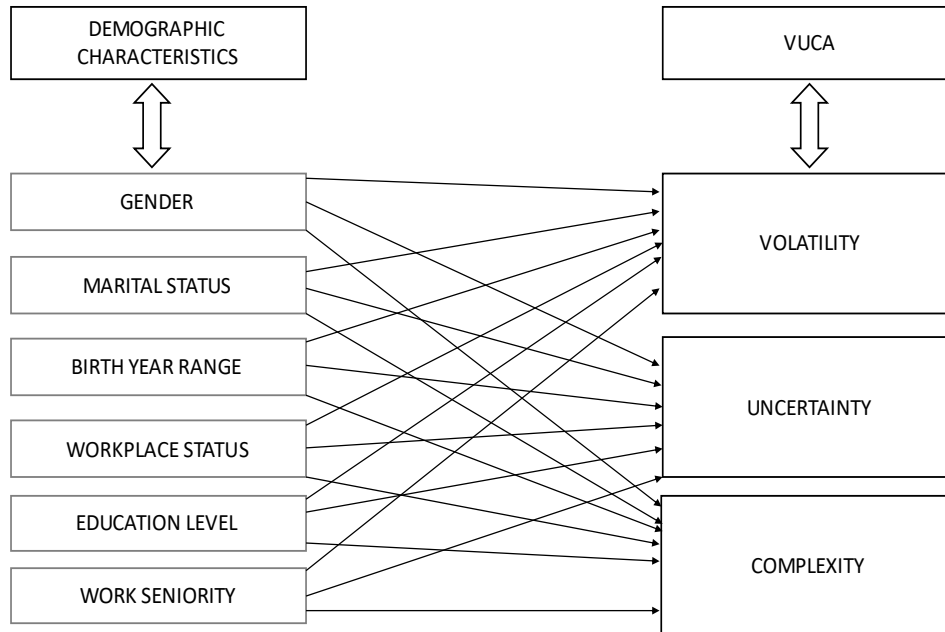 DEMOGRAPHIC
CHARACTERISTICS
VUCA
GENDER
MARITAL STATUS
BIRTH YEAR RANGE
WORKPLACE STATUS
EDUCATION LEVEL
WORK SENIORITY
VOLATILITY
UNCERTAINTY
COMPLEXITY